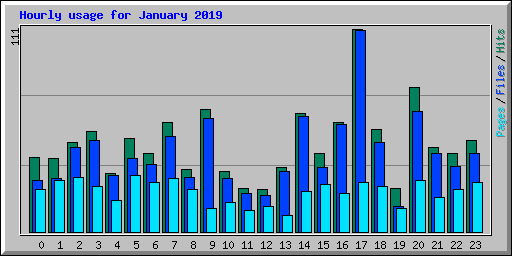 Hourly usage for January 2019
111
Pages/Files/Hits
0 1 2 3 4 5 6 7 8 9 10 11 12 13 14 15 16 17 18 19 20 21 22 23